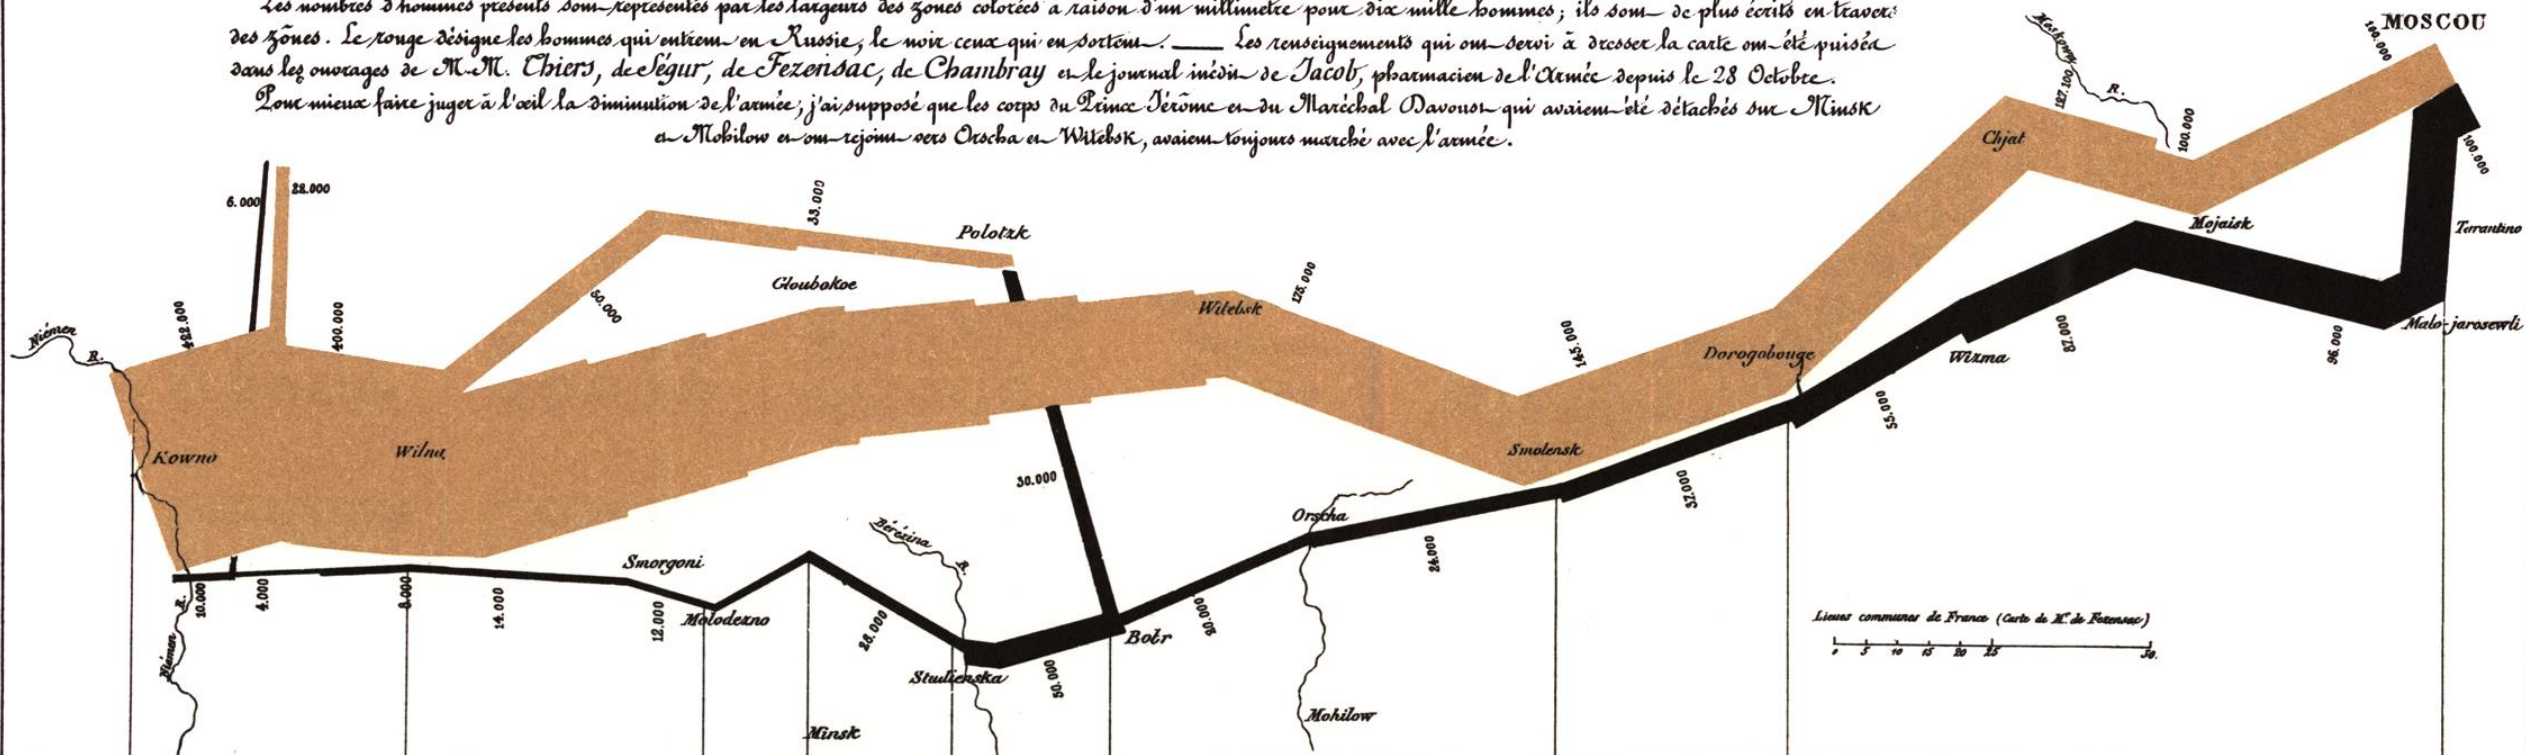 Les nombres d'hommes présents sont représentés par les largeurs des zones colorées à raison d'un millimètre pour dix mille hommes; ils sont de plus écrits en travers
des zônes. Le rouge désigne les hommes qui entrent en Russie, le noir ceux qui en sortent. — Les renseignements qui ont servi à dresser la carte ont été puisés
dans les ouvrages de M.M. Thiers, de Ségur, de Fezensac, de Chambray et le journal inédit de Jacob, pharmacien de l'Armée depuis le 28 Octobre.
Pour mieux faire juger à l'œil la diminution de l'armée, j'ai supposé que les corps du Prince Jérôme et du Maréchal Davoust qui avaient été détachés sur Minsk
et Mohilow et ont rejoint vers Orscha et Witebsk, avaient toujours marché avec l'armée.
MOSCOU
100.000
Moskowa
R.
127.100
100.000
Chjat
100.000
6.000
22.000
33.000
Polotzk
Mojaisk
Tarantino
Gloubokoe
175.000
Witebsk
60.000
422.000
400.000
Niémen
R.
145.000
Dorogobouge
Wizma
87.000
96.000
Malo-jarosewli
55.000
Kowno
Wilna
Smolensk
30.000
37.000
Orscha
24.000
Bérézina
R.
Smorgoni
10.000
4.000
8.000
14.000
12.000
Molodezno
28.000
20.000
Bobr
Studienska
50.000
R.
Niémen
Minsk
Mohilow
Lieues communes de France (Carte de M. de Fezensac)
0 5 10 15 20 25 50.